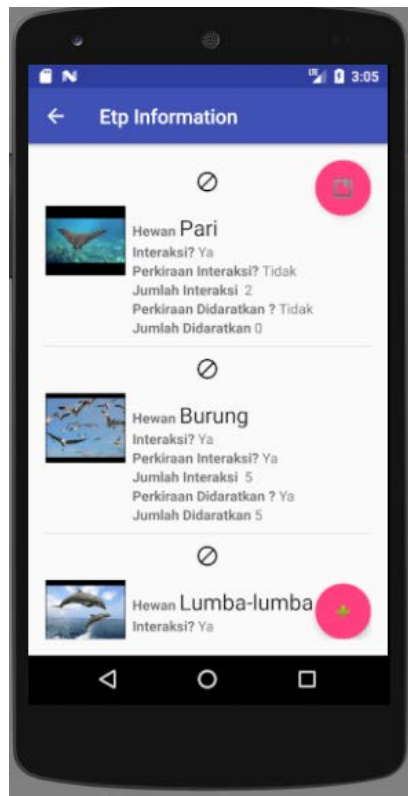 LTE 3:05
Etp Information
Hewan Pari
Interaksi? Ya
Perkiraan Interaksi? Tidak
Jumlah Interaksi 2
Perkiraan Didaratkan ? Tidak
Jumlah Didaratkan 0
Hewan Burung
Interaksi? Ya
Perkiraan Interaksi? Ya
Jumlah Interaksi 5
Perkiraan Didaratkan ? Ya
Jumlah Didaratkan 5
Hewan Lumba-lumba
Interaksi? Ya